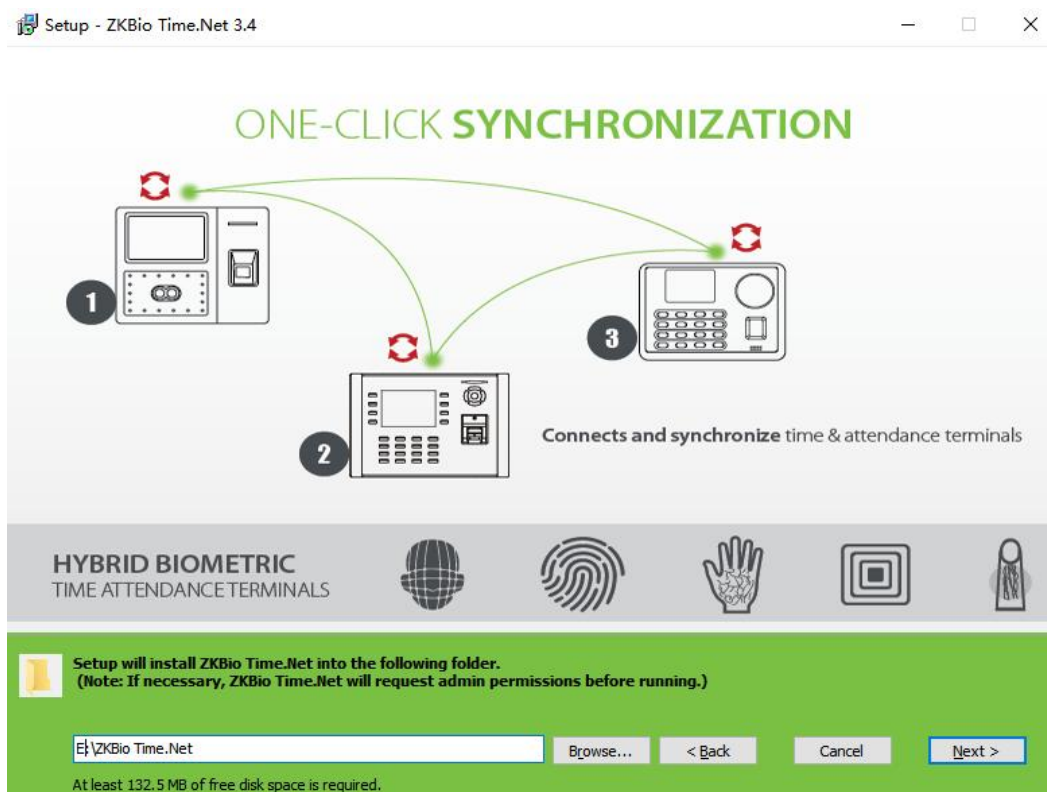 Setup - ZKBio Time.Net 3.4
ONE-CLICK SYNCHRONIZATION
1
3
2
Connects and synchronize time & attendance terminals
HYBRID BIOMETRIC
TIME ATTENDANCE TERMINALS
Setup will install ZKBio Time.Net into the following folder.
(Note: If necessary, ZKBio Time.Net will request admin permissions before running.)
E:\ZKBio Time.Net
Browse...
< Back
Cancel
Next >
At least 132.5 MB of free disk space is required.